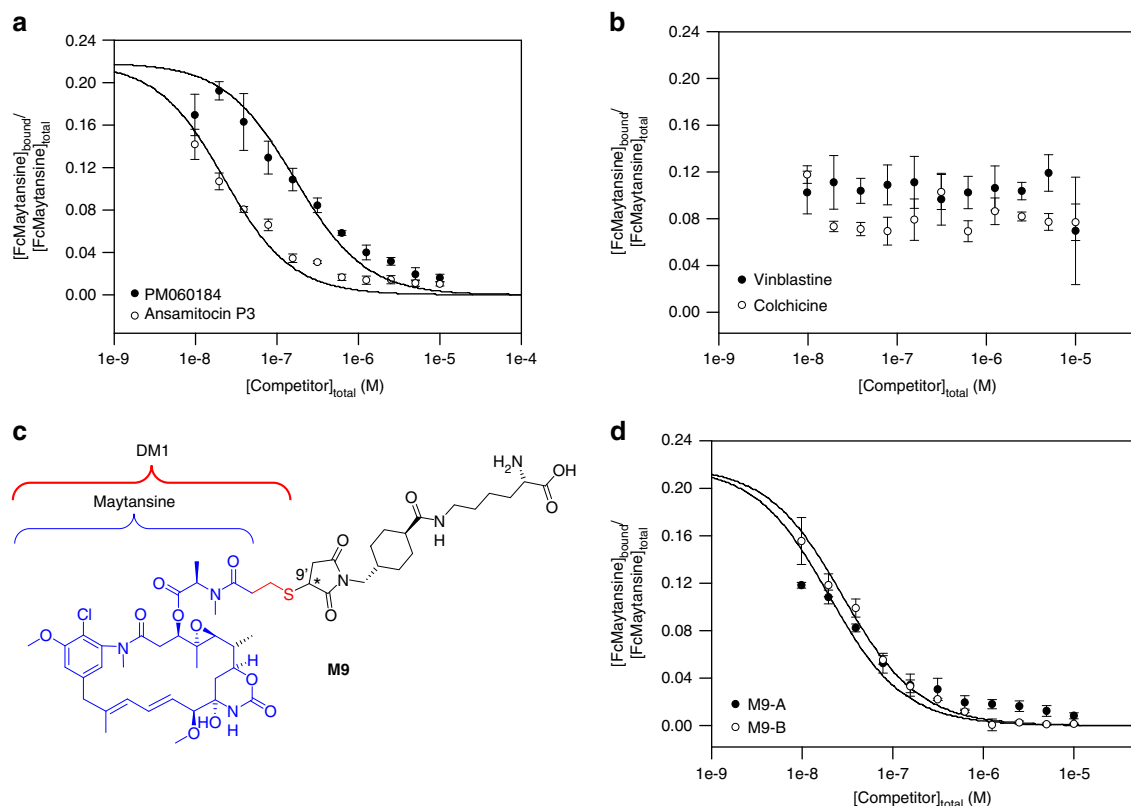 a
0.24
0.20
0.16
0.12
0.08
0.04
0.00
[FcMaytansine]bound/
[FcMaytansine]total
PM060184
Ansamitocin P3
1e-9 1e-8 1e-7 1e-6 1e-5 1e-4
[Competitor]total (M)
b
0.24
0.20
0.16
0.12
0.08
0.04
0.00
[FcMaytansine]bound/
[FcMaytansine]total
Vinblastine
Colchicine
1e-9 1e-8 1e-7 1e-6 1e-5
[Competitor]total (M)
c
DM1
Maytansine
H2N
OH
O
O
N
H
O
9'
*
N
O
S
O
N
O
O
Cl
O
N
O
O
H
O
N
H
O
HO
O
O
M9
d
0.24
0.20
0.16
0.12
0.08
0.04
0.00
[FcMaytansine]bound/
[FcMaytansine]total
M9-A
M9-B
1e-9 1e-8 1e-7 1e-6 1e-5
[Competitor]total (M)